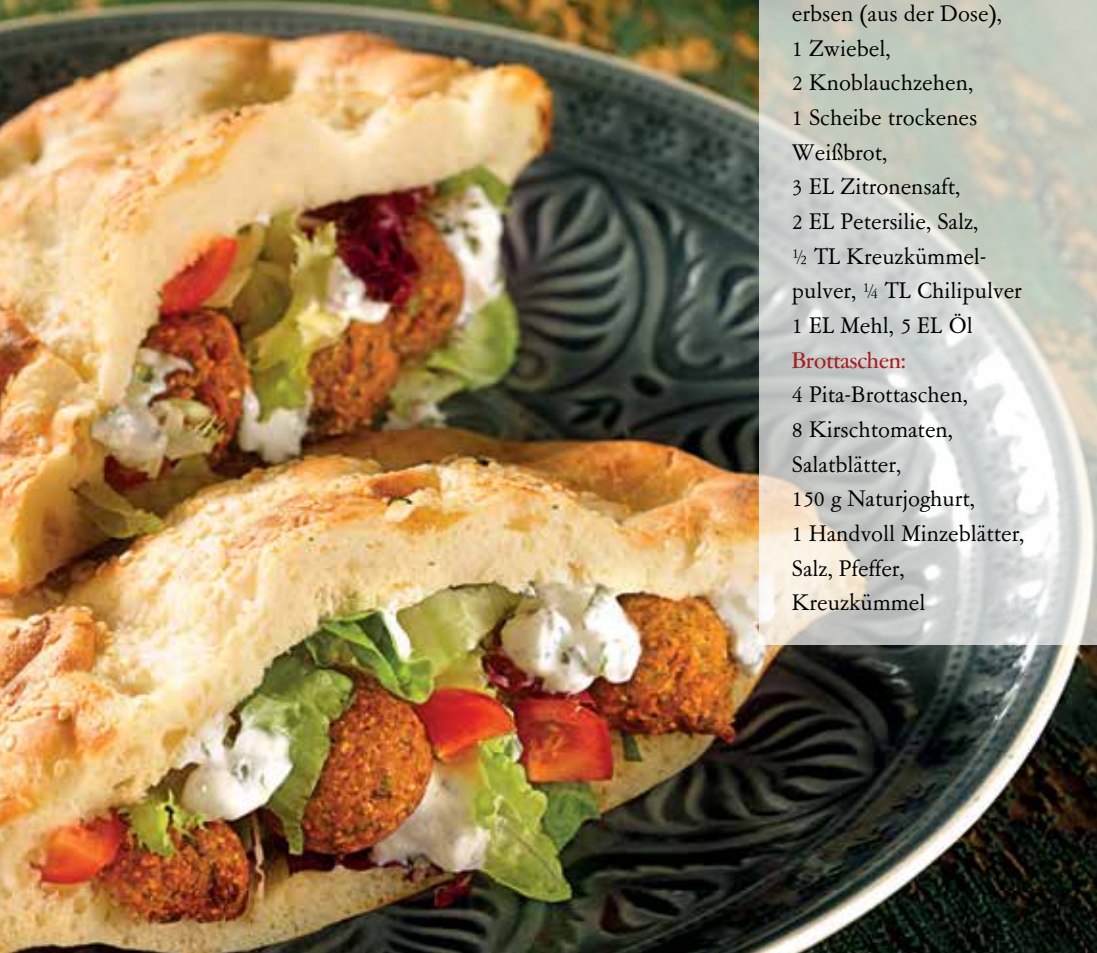 erbsen (aus der Dose),
1 Zwiebel,
2 Knoblauchzehen,
1 Scheibe trockenes
Weißbrot,
3 EL Zitronensaft,
2 EL Petersilie, Salz,
½ TL Kreuzkümmel-
pulver, ¼ TL Chilipulver
1 EL Mehl, 5 EL Öl
Brottaschen:
4 Pita-Brottaschen,
8 Kirschtomaten,
Salatblätter,
150 g Naturjoghurt,
1 Handvoll Minzeblätter,
Salz, Pfeffer,
Kreuzkümmel